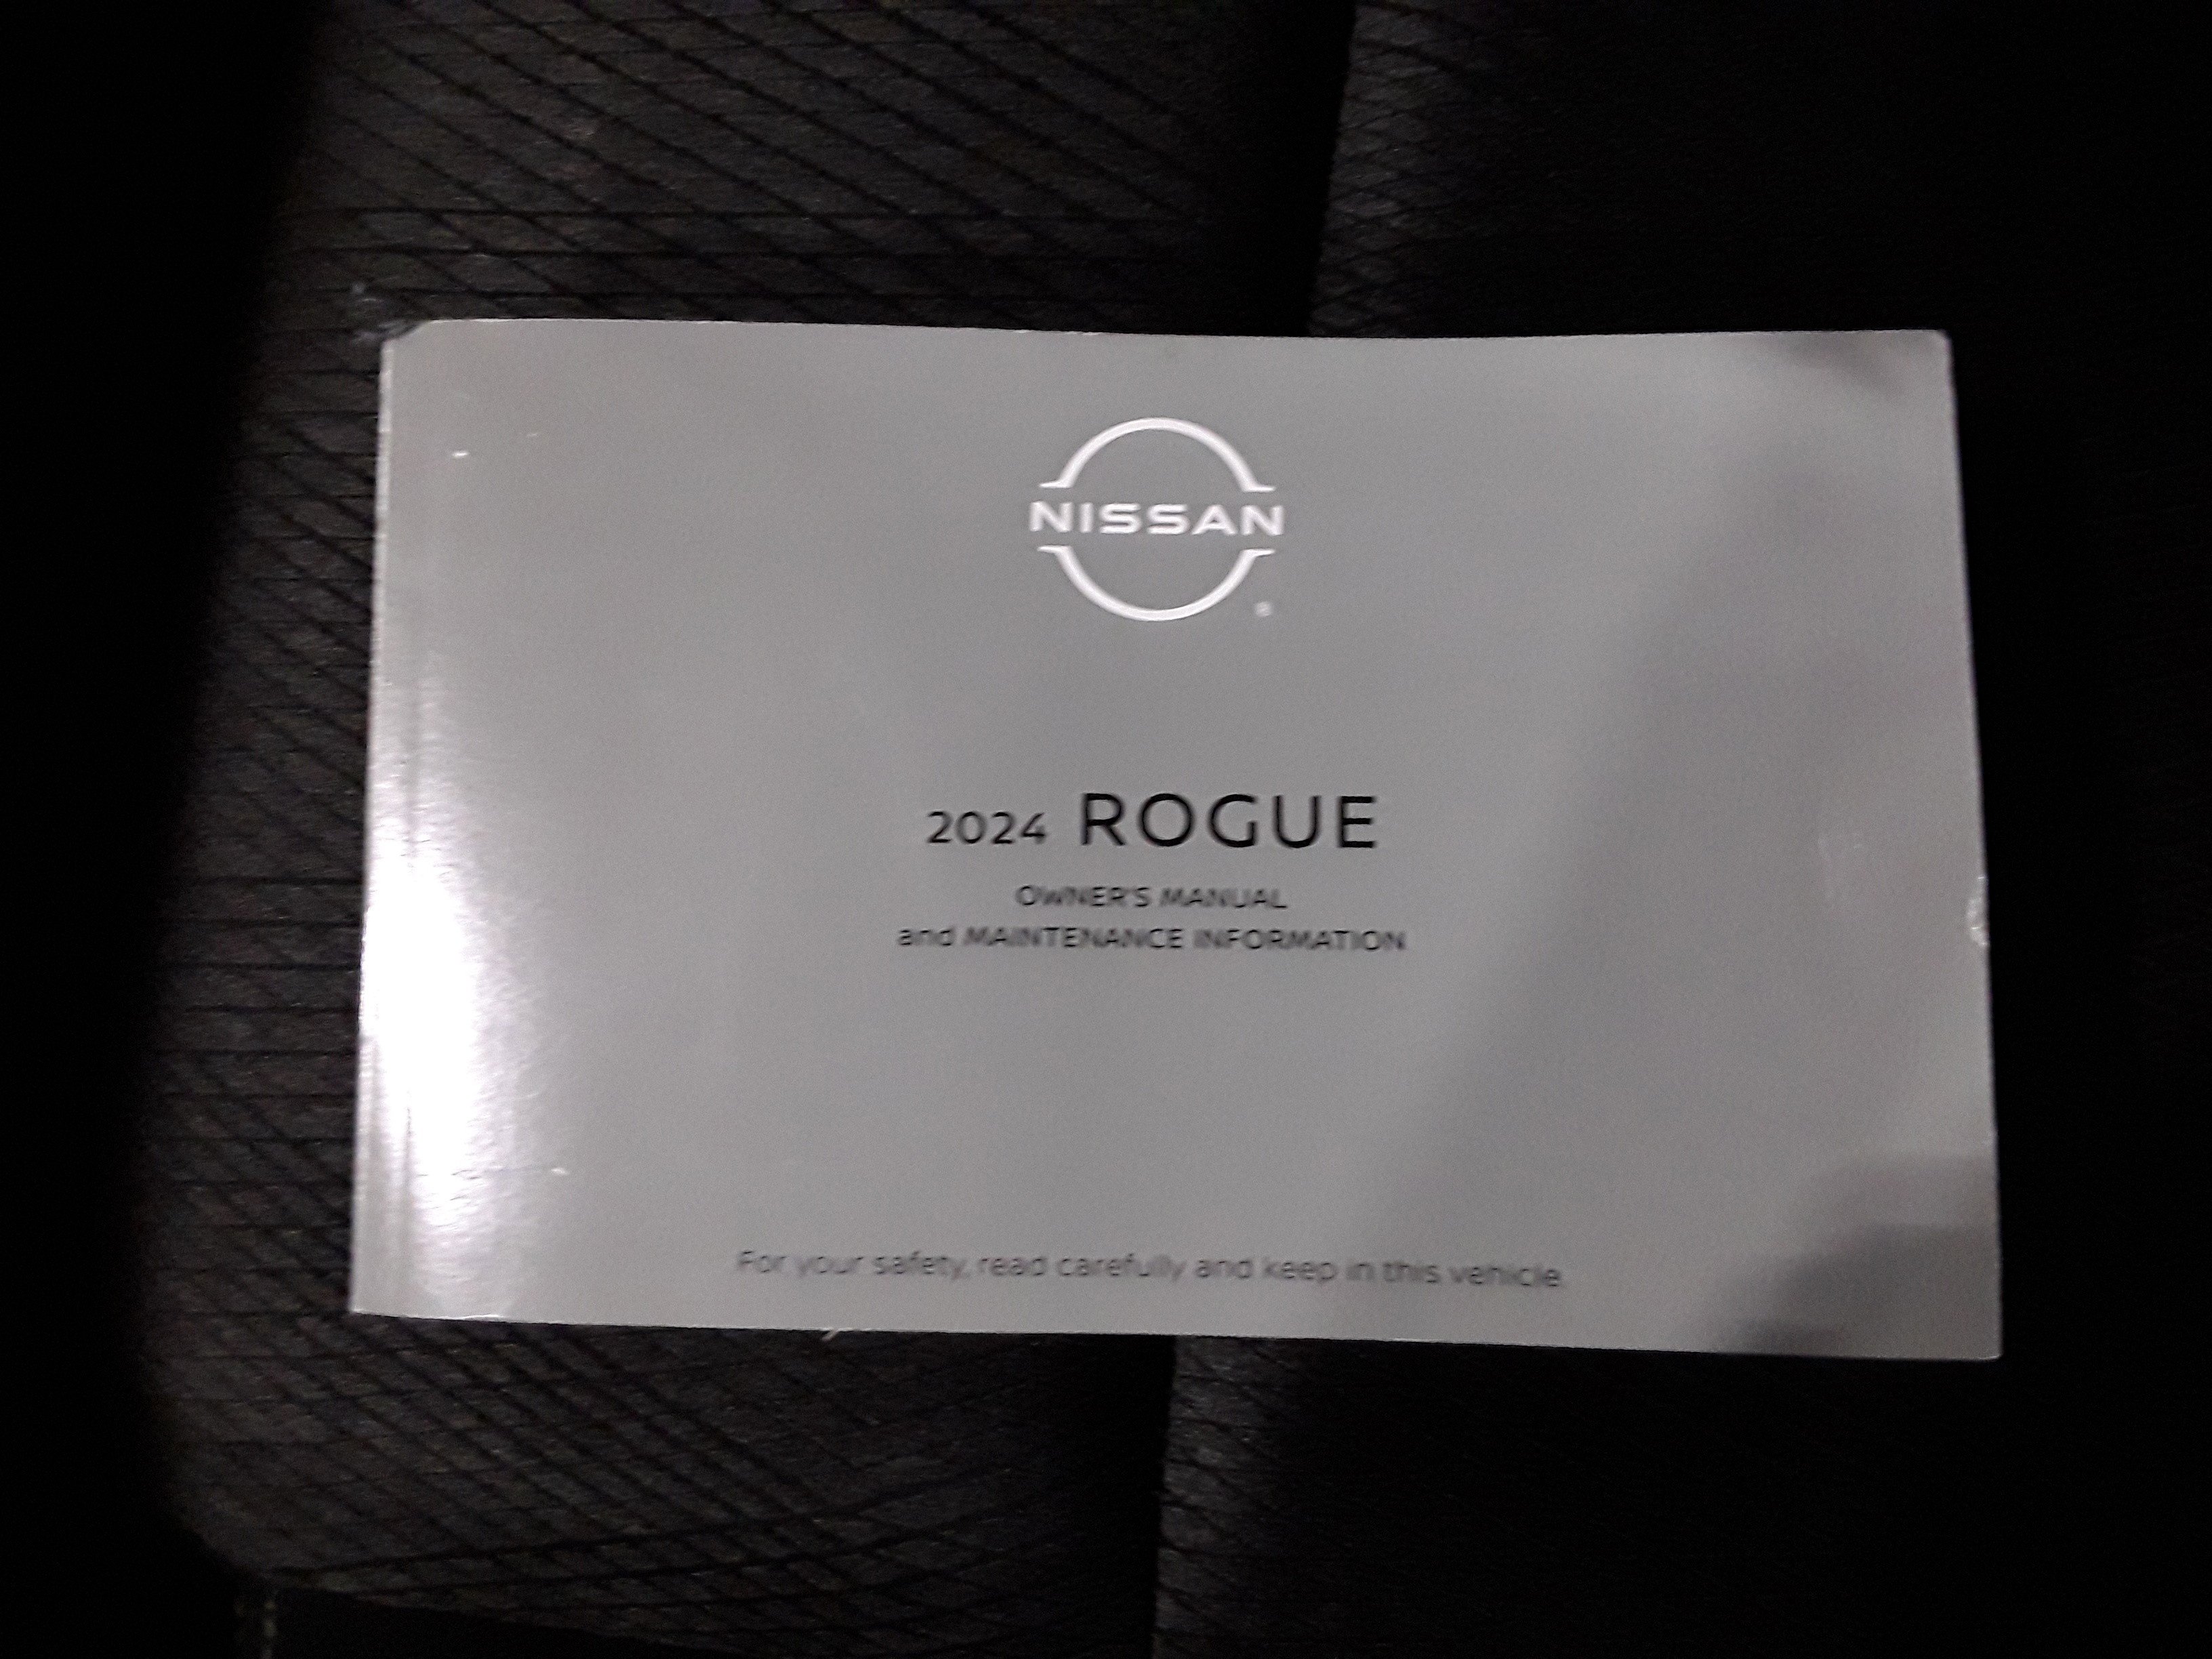 NISSAN
2024 ROGUE
OWNER'S MANUAL
and MAINTENANCE INFORMATION
For your safety, read carefully and keep in this vehicle.